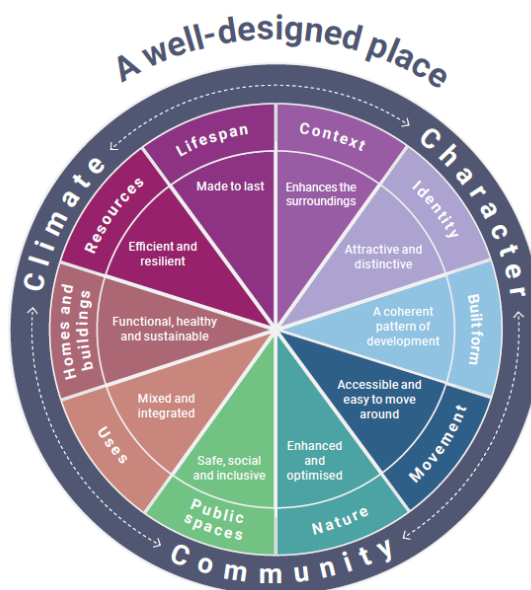 A well-designed place
Climate
Character
Community
Context
Enhances the
surroundings
Identity
Attractive and
distinctive
Built form
A coherent
pattern of
development
Movement
Accessible and
easy to move
around
Nature
Enhanced
and
optimised
Public
spaces
Safe, social
and inclusive
Uses
Mixed and
integrated
Homes and
buildings
Functional, healthy
and sustainable
Resources
Efficient and
resilient
Lifespan
Made to last